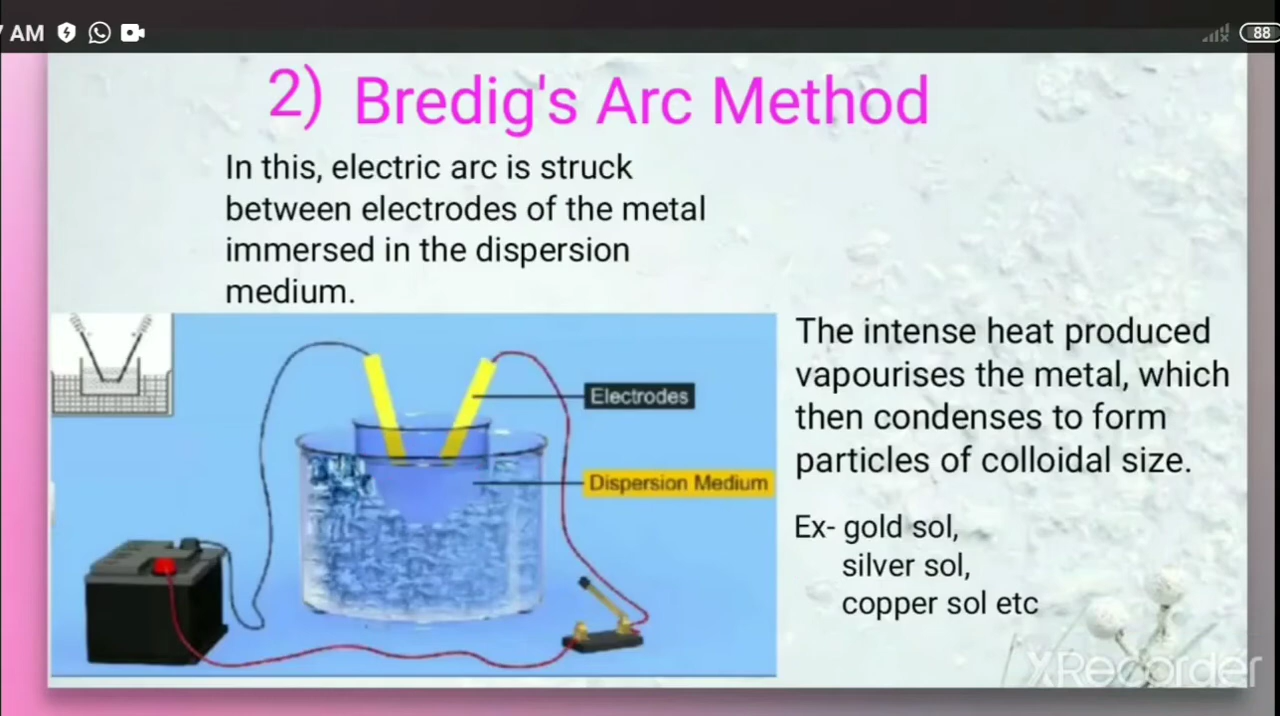 AM
88
2) Bredig's Arc Method
In this, electric arc is struck
between electrodes of the metal
immersed in the dispersion
medium.
Electrodes
Dispersion Medium
The intense heat produced
vapourises the metal, which
then condenses to form
particles of colloidal size.
Ex- gold sol,
silver sol,
copper sol etc
XRecorder